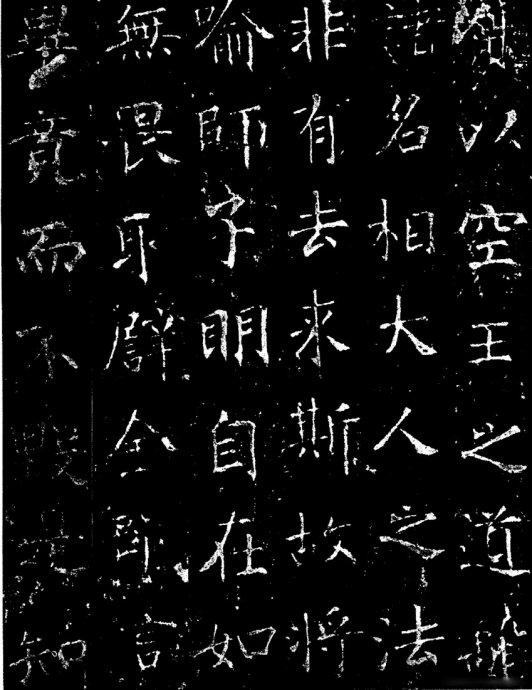 聞以空王之道離
諸名相大人之法
非有去來斯故將
喻師子明自在如
無畏取譬金剛言
畢竟而不毀是知